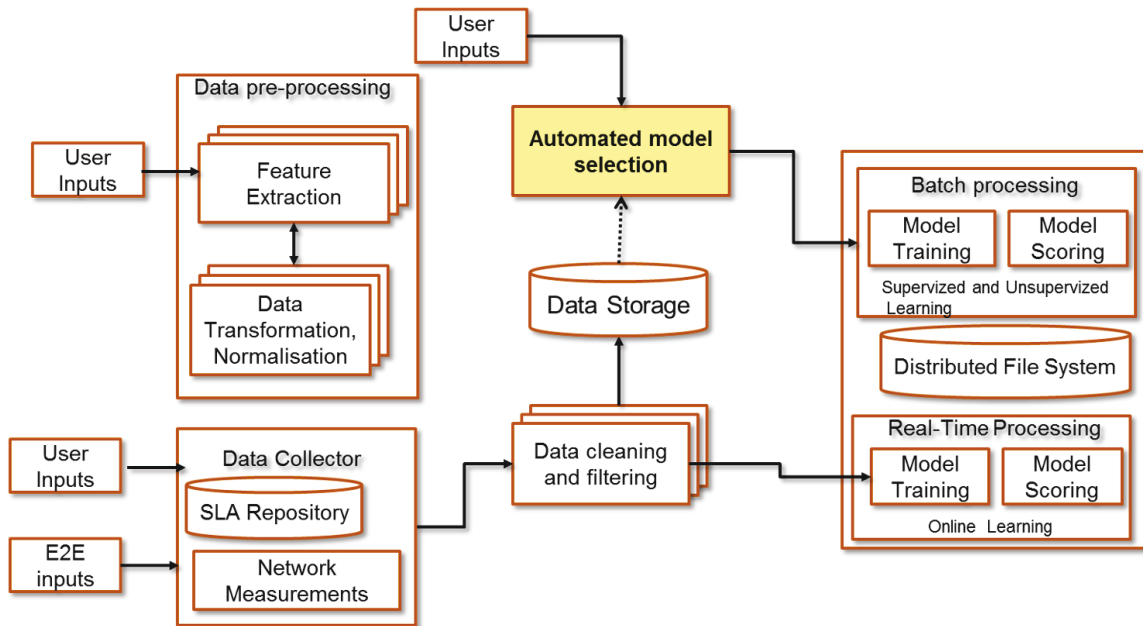 User
Inputs
Data pre-processing
User
Inputs
Feature
Extraction
Data
Transformation,
Normalisation
Automated model
selection
Data Storage
User
Inputs
E2E
inputs
Data Collector
SLA Repository
Network
Measurements
Data cleaning
and filtering
Batch processing
Model
Training
Model
Scoring
Supervized and Unsupervized
Learning
Distributed File System
Real-Time Processing
Model
Training
Model
Scoring
Online Learning